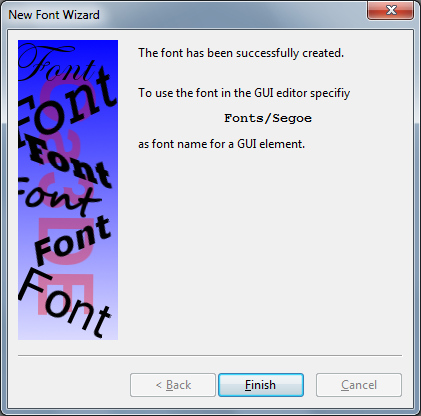 New Font Wizard
The font has been successfully created.
To use the font in the GUI editor specifiy
Fonts/Segoe
as font name for a GUI element.
Font
Font
Font
Font
Font
Font
Ca3DE
< Back
Finish
Cancel